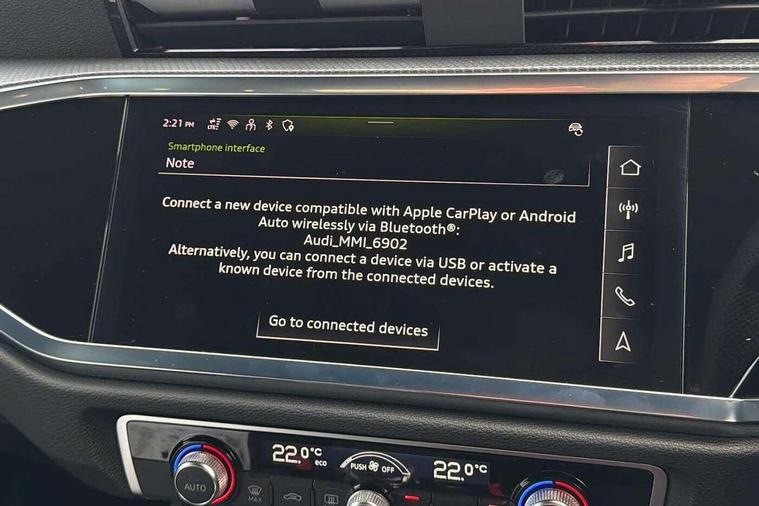 2:21 PM LTE
Smartphone interface
Note
Connect a new device compatible with Apple CarPlay or Android
Auto wirelessly via Bluetooth®:
Audi_MMI_6902
Alternatively, you can connect a device via USB or activate a
known device from the connected devices.
Go to connected devices
22.0°C
eco
PUSH OFF
22.0°C
AUTO
MAX